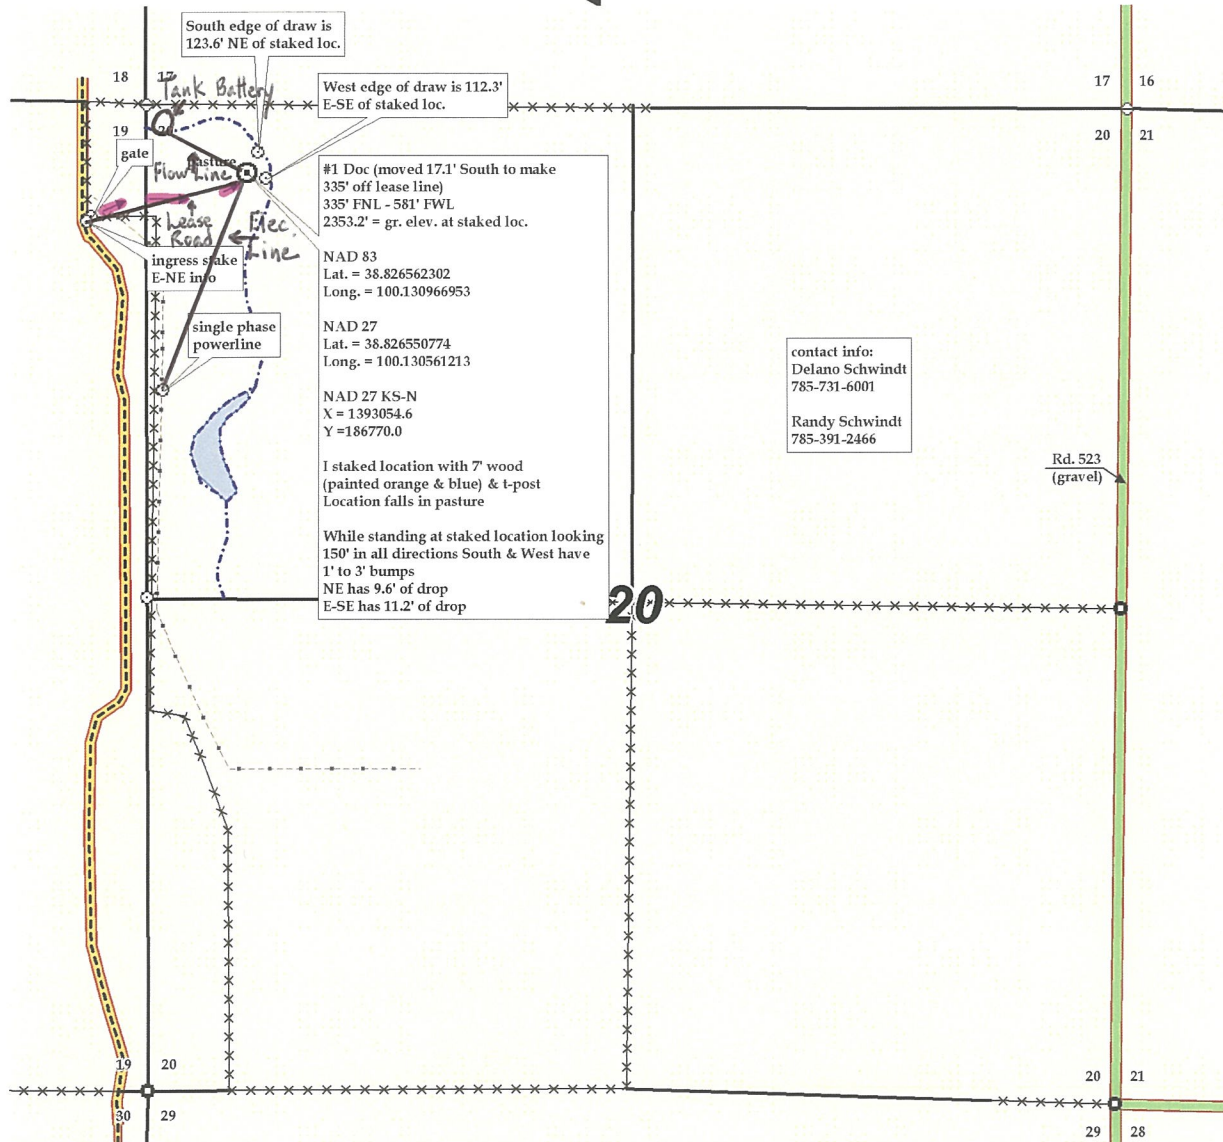 South edge of draw is
123.6' NE of staked loc.
18
17
Tank Battery
West edge of draw is 112.3'
E-SE of staked loc.
17
16
19
20
20
21
gate
pasture
Flow Line
#1 Doc (moved 17.1' South to make
335' off lease line)
335' FNL - 581' FWL
2353.2' = gr. elev. at staked loc.
Lease
Road
Elec.
Line
ingress stake
E-NE into
NAD 83
Lat. = 38.826562302
Long. = 100.130966953
single phase
powerline
NAD 27
Lat. = 38.826550774
Long. = 100.130561213
contact info:
Delano Schwindt
785-731-6001
Randy Schwindt
785-391-2466
NAD 27 KS-N
X = 1393054.6
Y =186770.0
Rd. 523
(gravel)
I staked location with 7' wood
(painted orange & blue) & t-post
Location falls in pasture
While standing at staked location looking
150' in all directions South & West have
1' to 3' bumps
NE has 9.6' of drop
E-SE has 11.2' of drop
20
19
20
20
21
30
29
29
28